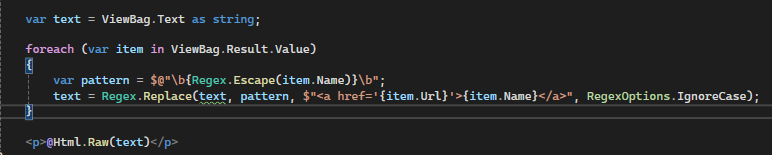 var text = ViewBag.Text as string;
foreach (var item in ViewBag.Result.Value)
{
var pattern = $@"\b{Regex.Escape(item.Name)}\b";
text = Regex.Replace(text, pattern, $"<a href='{item.Url}'>{item.Name}</a>", RegexOptions.IgnoreCase);
}
<p>@Html.Raw(text)</p>